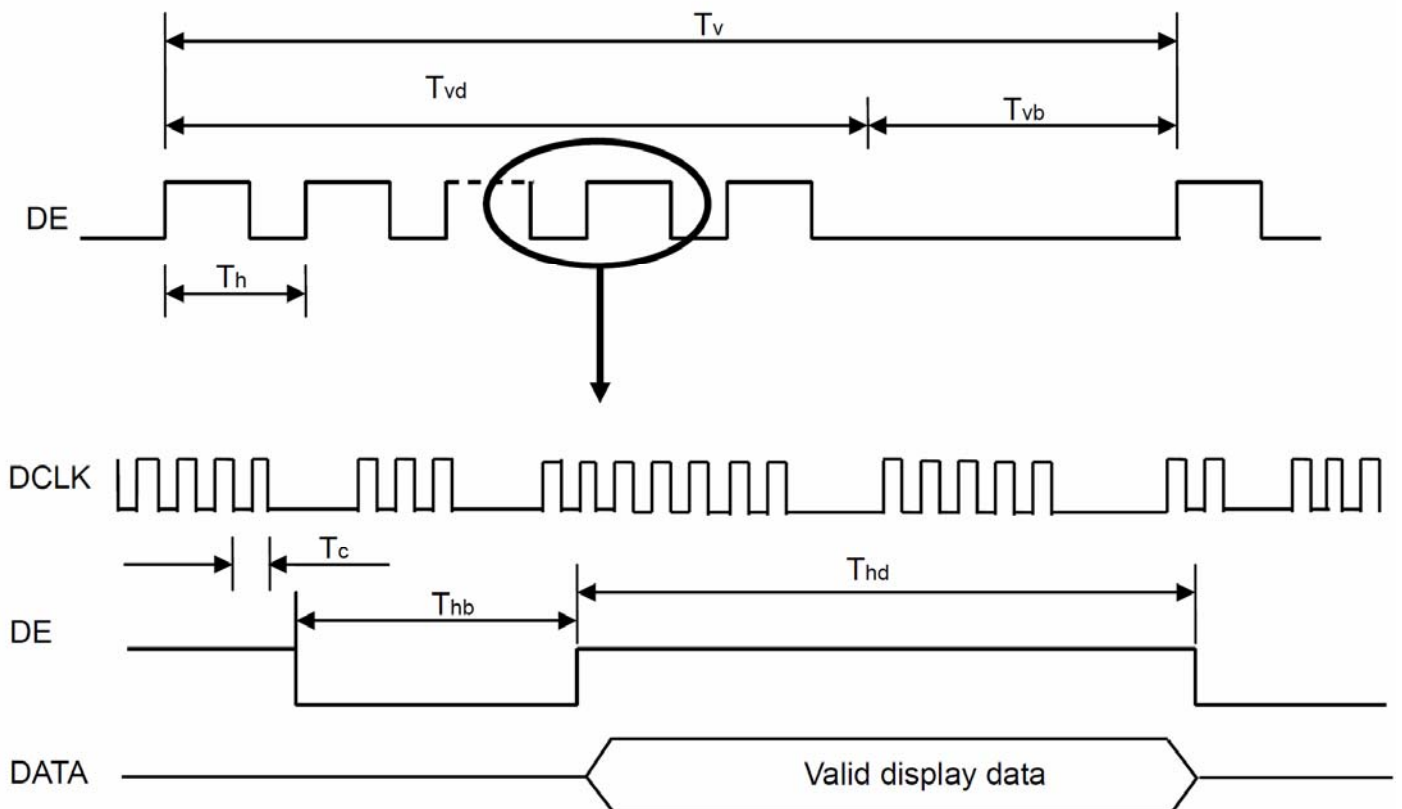 Tv
Tvd
Tvb
DE
Th
DCLK
Tc
Thd
Thb
DE
DATA
Valid display data